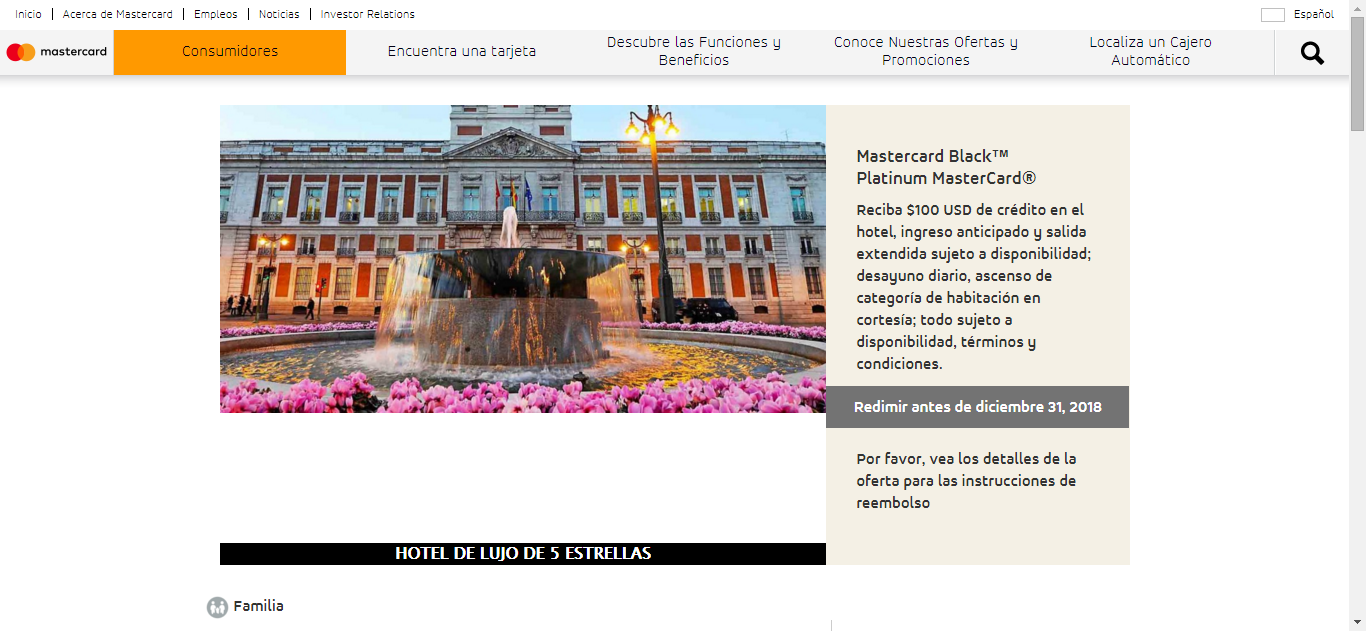 Inicio
Acerca de Mastercard
Empleos
Noticias
Investor Relations
Español
mastercard
Consumidores
Encuentra una tarjeta
Descubre las Funciones y
Beneficios
Conoce Nuestras Ofertas y
Promociones
Localiza un Cajero
Automático
Mastercard Black™
Platinum MasterCard®
Reciba $100 USD de crédito en el
hotel, ingreso anticipado y salida
extendida sujeto a disponibilidad;
desayuno diario, ascenso de
categoría de habitación en
cortesía; todo sujeto a
disponibilidad, términos y
condiciones.
Redimir antes de diciembre 31, 2018
Por favor, vea los detalles de la
oferta para las instrucciones de
reembolso
HOTEL DE LUJO DE 5 ESTRELLAS
Familia